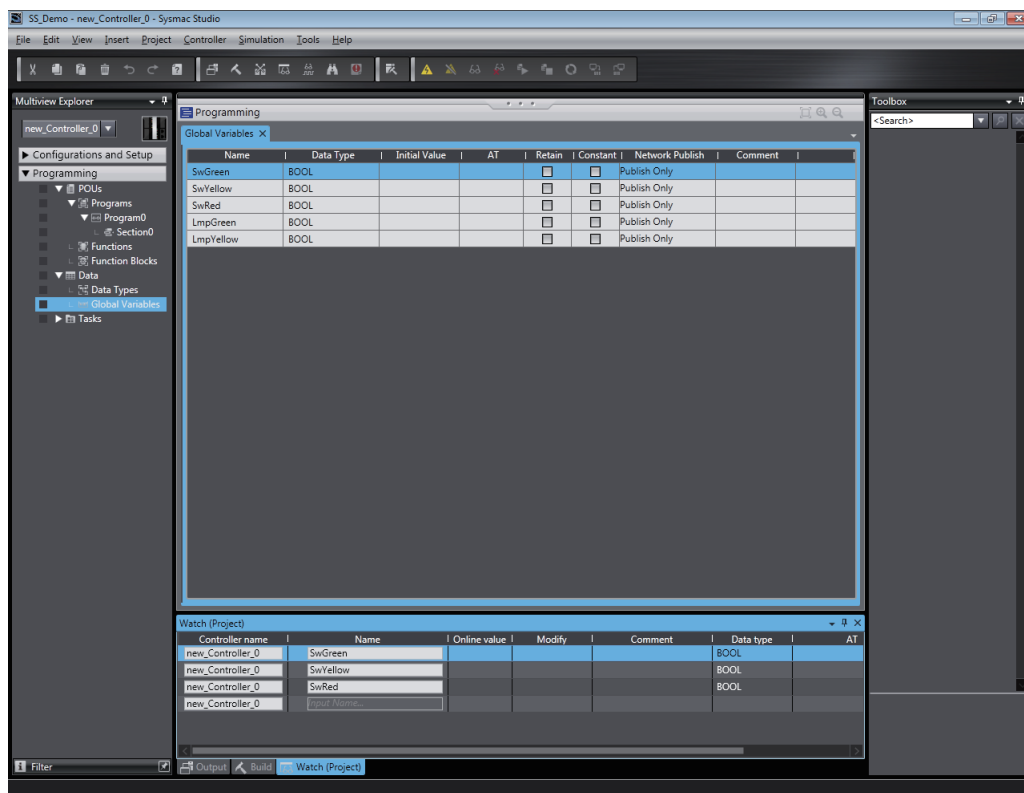 SS_Demo - new_Controller_0 - Sysmac Studio
File Edit View Insert Project Controller Simulation Tools Help
Multiview Explorer
new_Controller_0
Configurations and Setup
Programming
POUs
Programs
Program0
Section0
Functions
Function Blocks
Data
Data Types
Global Variables
Tasks
Filter
Programming
Global Variables
Name Data Type Initial Value AT Retain Constant Network Publish Comment
SwGreen BOOL Publish Only
SwYellow BOOL Publish Only
SwRed BOOL Publish Only
LmpGreen BOOL Publish Only
LmpYellow BOOL Publish Only
Watch (Project)
Controller name Name Online value Modify Comment Data type AT
new_Controller_0 SwGreen BOOL
new_Controller_0 SwYellow BOOL
new_Controller_0 SwRed BOOL
new_Controller_0 Input Name...
Output Build Watch (Project)
Toolbox
<Search>